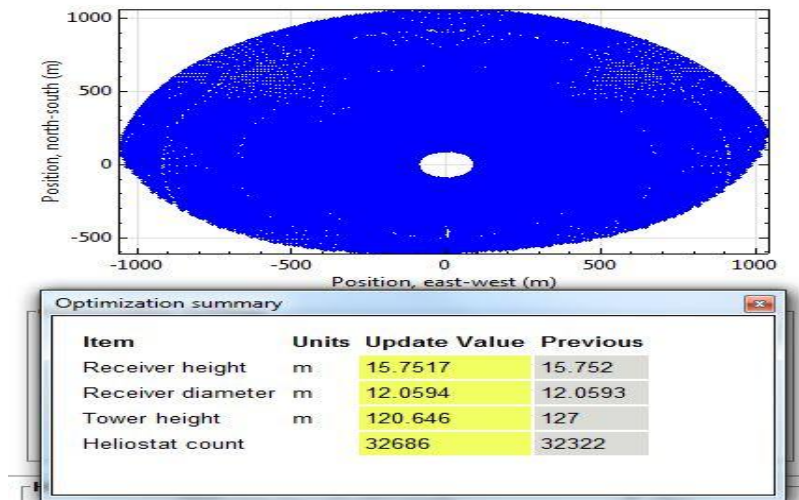 1000
500
0
-500
Position, north-south (m)
-1000 -500 0 500 1000
Position, east-west (m)
Optimization summary
Item Units Update Value Previous
Receiver height m 15.7517 15.752
Receiver diameter m 12.0594 12.0593
Tower height m 120.646 127
Heliostat count 32686 32322